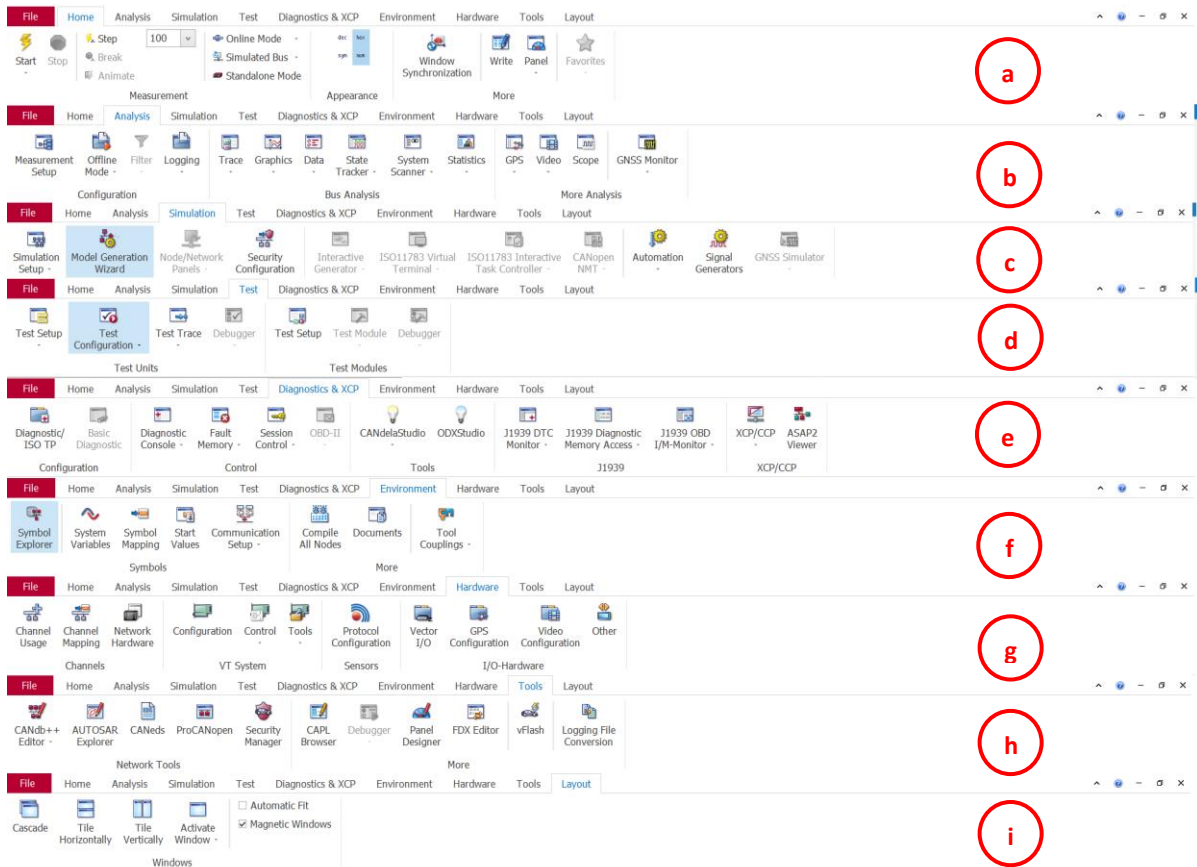 File Home Analysis Simulation Test Diagnostics & XCP Environment Hardware Tools Layout
Step 100 Online Mode dec hex
Start Stop Break Simulated Bus sym num Window Write Panel Favorites
Animate Standalone Mode Synchronization
Measurement Appearance More
a
File Home Analysis Simulation Test Diagnostics & XCP Environment Hardware Tools Layout
Measurement Offline Filter Logging Trace Graphics Data State System Statistics GPS Video Scope GNSS Monitor
Setup Mode Tracker Scanner
Configuration Bus Analysis More Analysis
b
File Home Analysis Simulation Test Diagnostics & XCP Environment Hardware Tools Layout
Simulation Model Generation Node/Network Security Interactive ISO11783 Virtual ISO11783 Interactive CANopen Automation Signal GNSS Simulator
Setup Wizard Panels Configuration Generator Terminal Task Controller NMT Generators
c
File Home Analysis Simulation Test Diagnostics & XCP Environment Hardware Tools Layout
Test Setup Test Test Trace Debugger Test Setup Test Module Debugger
Configuration
Test Units Test Modules
d
File Home Analysis Simulation Test Diagnostics & XCP Environment Hardware Tools Layout
Diagnostic/ Basic Diagnostic Fault Session OBD-II CANdelaStudio ODXStudio J1939 DTC J1939 Diagnostic J1939 OBD XCP/CCP ASAP2
ISO TP Diagnostic Console Memory Control Monitor Memory Access I/M-Monitor Viewer
Configuration Control Tools J1939 XCP/CCP
e
File Home Analysis Simulation Test Diagnostics & XCP Environment Hardware Tools Layout
Symbol System Symbol Start Communication Compile Documents Tool
Explorer Variables Mapping Values Setup All Nodes Couplings
Symbols More
f
File Home Analysis Simulation Test Diagnostics & XCP Environment Hardware Tools Layout
Channel Channel Network Configuration Control Tools Protocol Vector GPS Video Other
Usage Mapping Hardware Configuration I/O Configuration Configuration
Channels VT System Sensors I/O-Hardware
g
File Home Analysis Simulation Test Diagnostics & XCP Environment Hardware Tools Layout
CANdb++ AUTOSAR CANeds ProCANopen Security CAPL Debugger Panel FDX Editor vFlash Logging File
Editor Explorer Manager Browser Designer Conversion
Network Tools More
h
File Home Analysis Simulation Test Diagnostics & XCP Environment Hardware Tools Layout
Automatic Fit
Cascade Tile Tile Activate Magnetic Windows
Horizontally Vertically Window
Windows
i